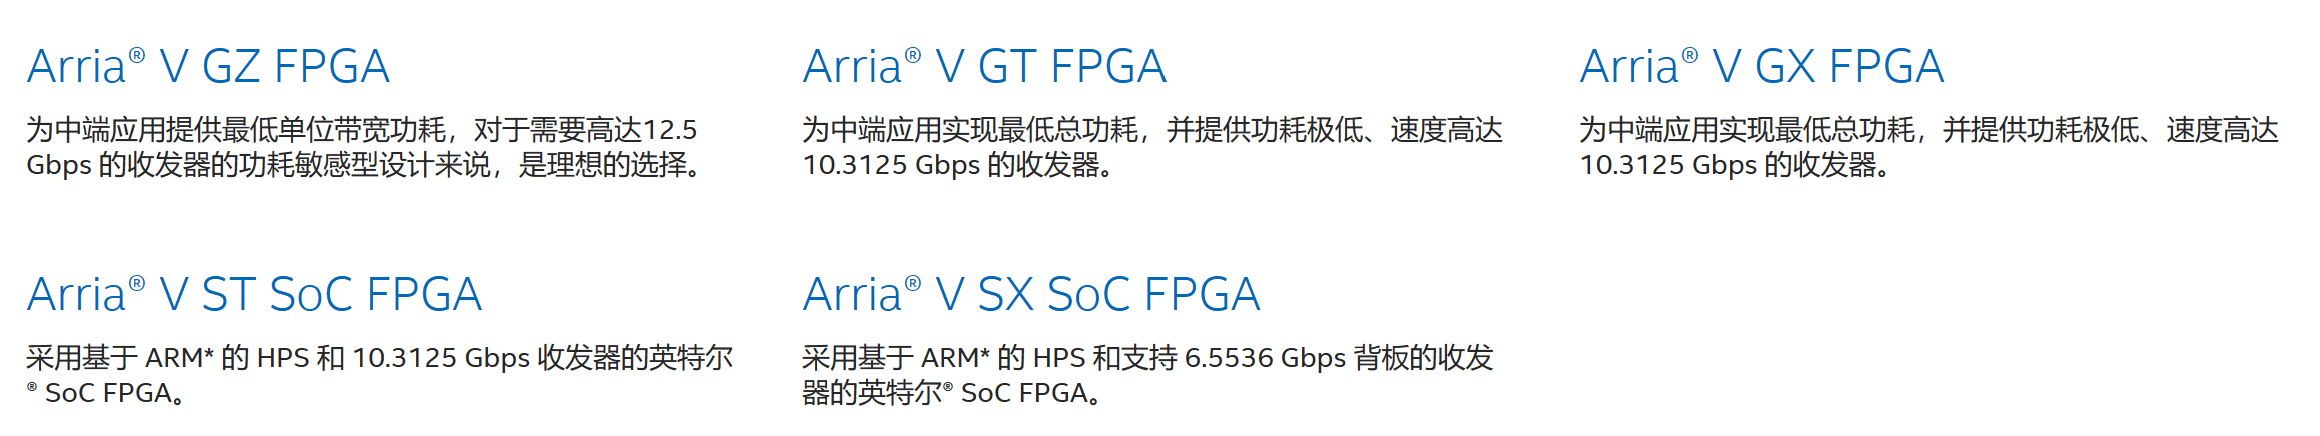 Arria® V GZ FPGA
为中端应用提供最低单位带宽功耗，对于需要高达12.5
Gbps 的收发器的功耗敏感型设计来说，是理想的选择。
Arria® V GT FPGA
为中端应用实现最低总功耗，并提供功耗极低、速度高达
10.3125 Gbps 的收发器。
Arria® V GX FPGA
为中端应用实现最低总功耗，并提供功耗极低、速度高达
10.3125 Gbps 的收发器。
Arria® V ST SoC FPGA
采用基于 ARM* 的 HPS 和 10.3125 Gbps 收发器的英特尔
® SoC FPGA。
Arria® V SX SoC FPGA
采用基于 ARM* 的 HPS 和支持 6.5536 Gbps 背板的收发
器的英特尔® SoC FPGA。